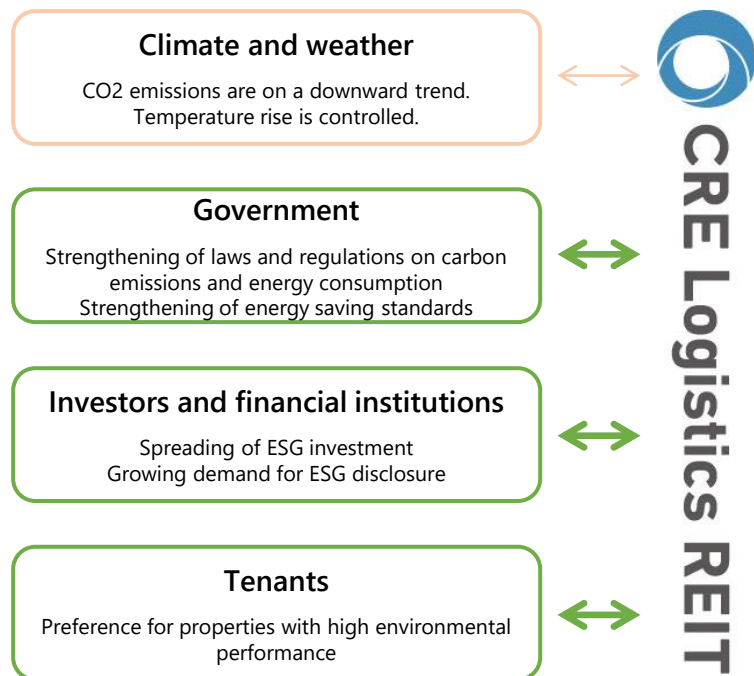 Climate and weather
CO2 emissions are on a downward trend.
Temperature rise is controlled.
Government
Strengthening of laws and regulations on carbon
emissions and energy consumption
Strengthening of energy saving standards
Investors and financial institutions
Spreading of ESG investment
Growing demand for ESG disclosure
Tenants
Preference for properties with high environmental
performance
CRE Logistics REIT